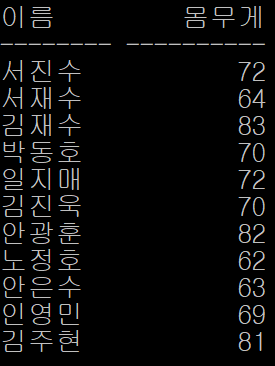 이름 몸무게
-------- ----------
서진수 72
서재수 64
김재수 83
박동호 70
일지매 72
김진욱 70
안광훈 82
노정호 62
안은수 63
인영민 69
김주현 81